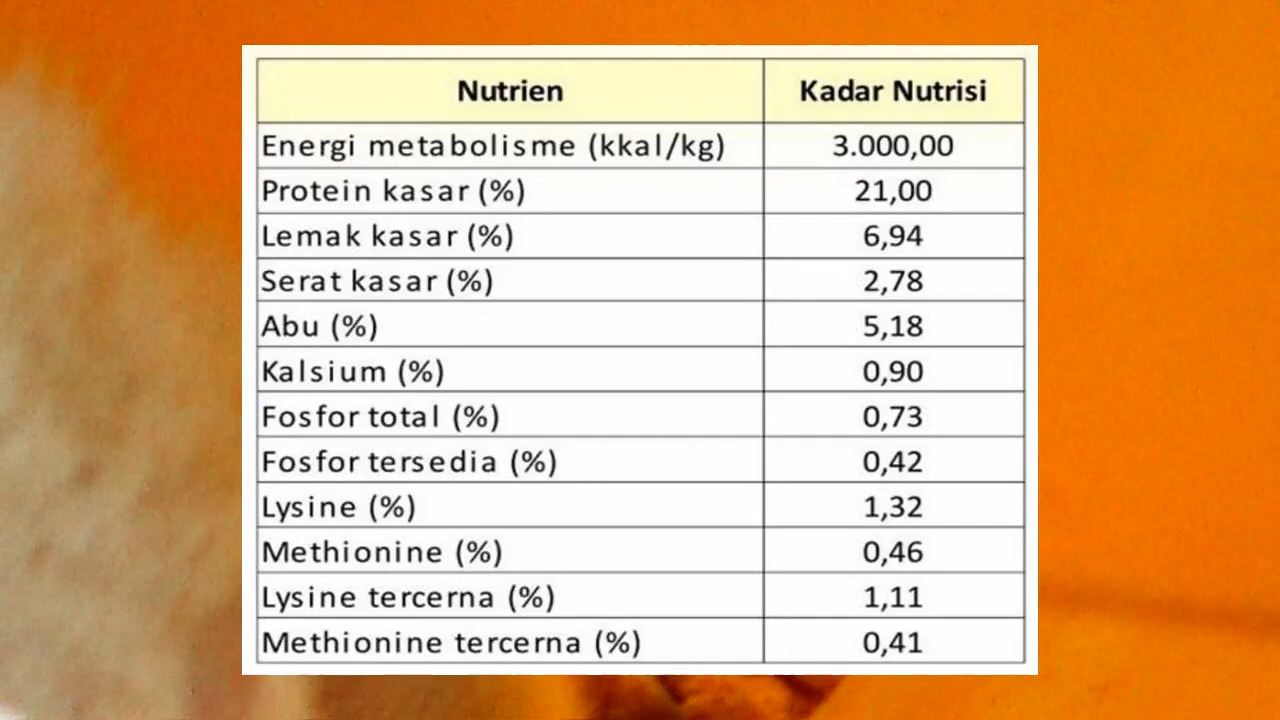 Nutrien Kadar Nutrisi
Energi metabolisme (kkal/kg) 3.000,00
Protein kasar (%) 21,00
Lemak kasar (%) 6,94
Serat kasar (%) 2,78
Abu (%) 5,18
Kalsium (%) 0,90
Fosfor total (%) 0,73
Fosfor tersedia (%) 0,42
Lysine (%) 1,32
Methionine (%) 0,46
Lysine tercerna (%) 1,11
Methionine tercerna (%) 0,41